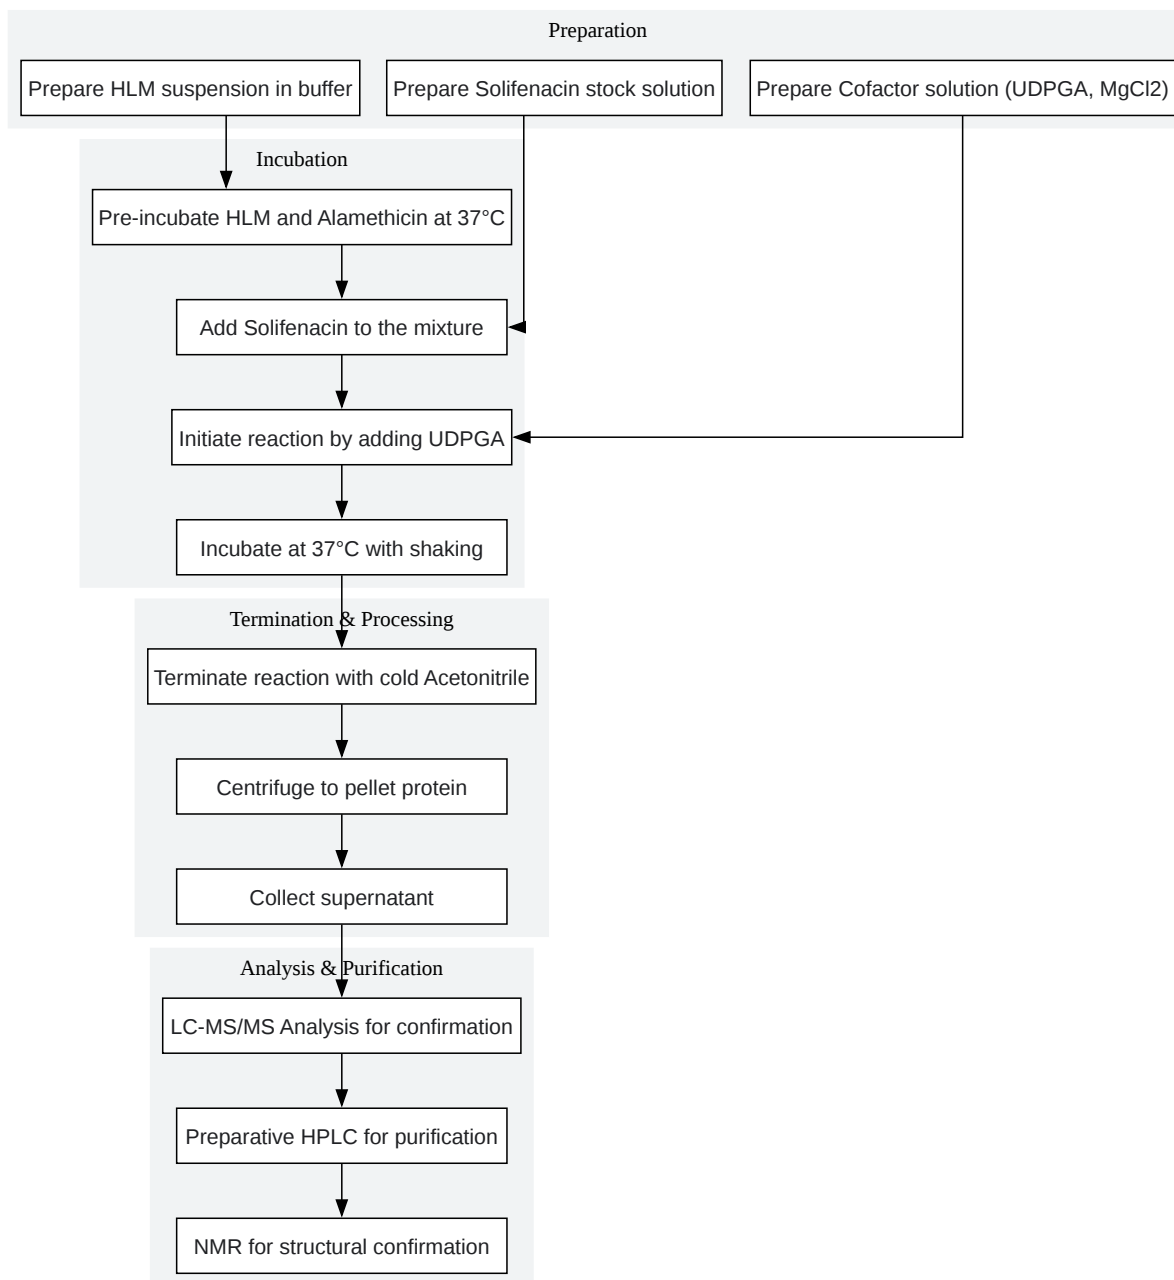 Preparation
Prepare HLM suspension in buffer
Prepare Solifenacin stock solution
Prepare Cofactor solution (UDPGA, MgCl2)
Incubation
Pre-incubate HLM and Alamethicin at 37°C
Add Solifenacin to the mixture
Initiate reaction by adding UDPGA
Incubate at 37°C with shaking
Termination & Processing
Terminate reaction with cold Acetonitrile
Centrifuge to pellet protein
Collect supernatant
Analysis & Purification
LC-MS/MS Analysis for confirmation
Preparative HPLC for purification
NMR for structural confirmation